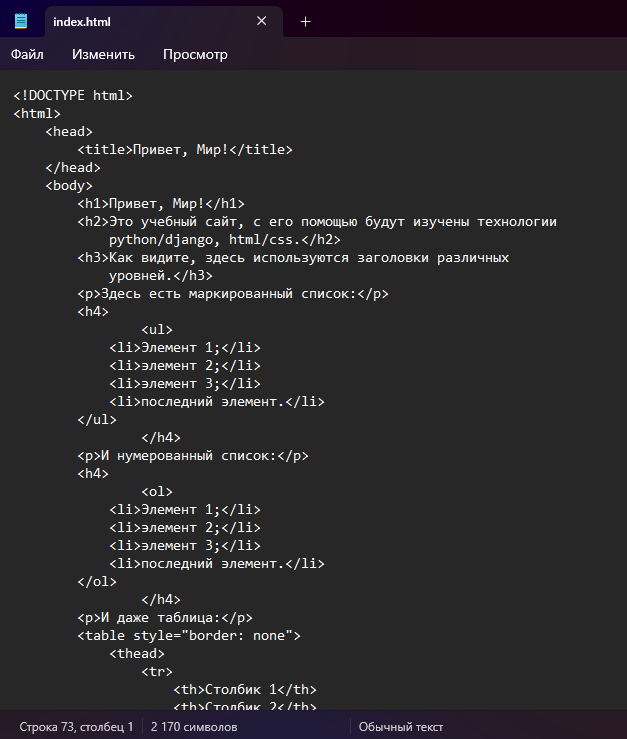 index.html
Файл Изменить Просмотр
<!DOCTYPE html>
<html>
<head>
<title>Привет, Мир!</title>
</head>
<body>
<h1>Привет, Мир!</h1>
<h2>Это учебный сайт, с его помощью будут изучены технологии
python/django, html/css.</h2>
<h3>Как видите, здесь используются заголовки различных
уровней.</h3>
<p>Здесь есть маркированный список:</p>
<h4>
<ul>
<li>Элемент 1;</li>
<li>элемент 2;</li>
<li>элемент 3;</li>
<li>последний элемент.</li>
</ul>
</h4>
<p>И нумерованный список:</p>
<h4>
<ol>
<li>Элемент 1;</li>
<li>элемент 2;</li>
<li>элемент 3;</li>
<li>последний элемент.</li>
</ol>
</h4>
<p>И даже таблица:</p>
<table style="border: none">
<thead>
<tr>
<th>Столбик 1</th>
<th>Столбик 2</th>
Строка 73, столбец 1 2 170 символов Обычный текст